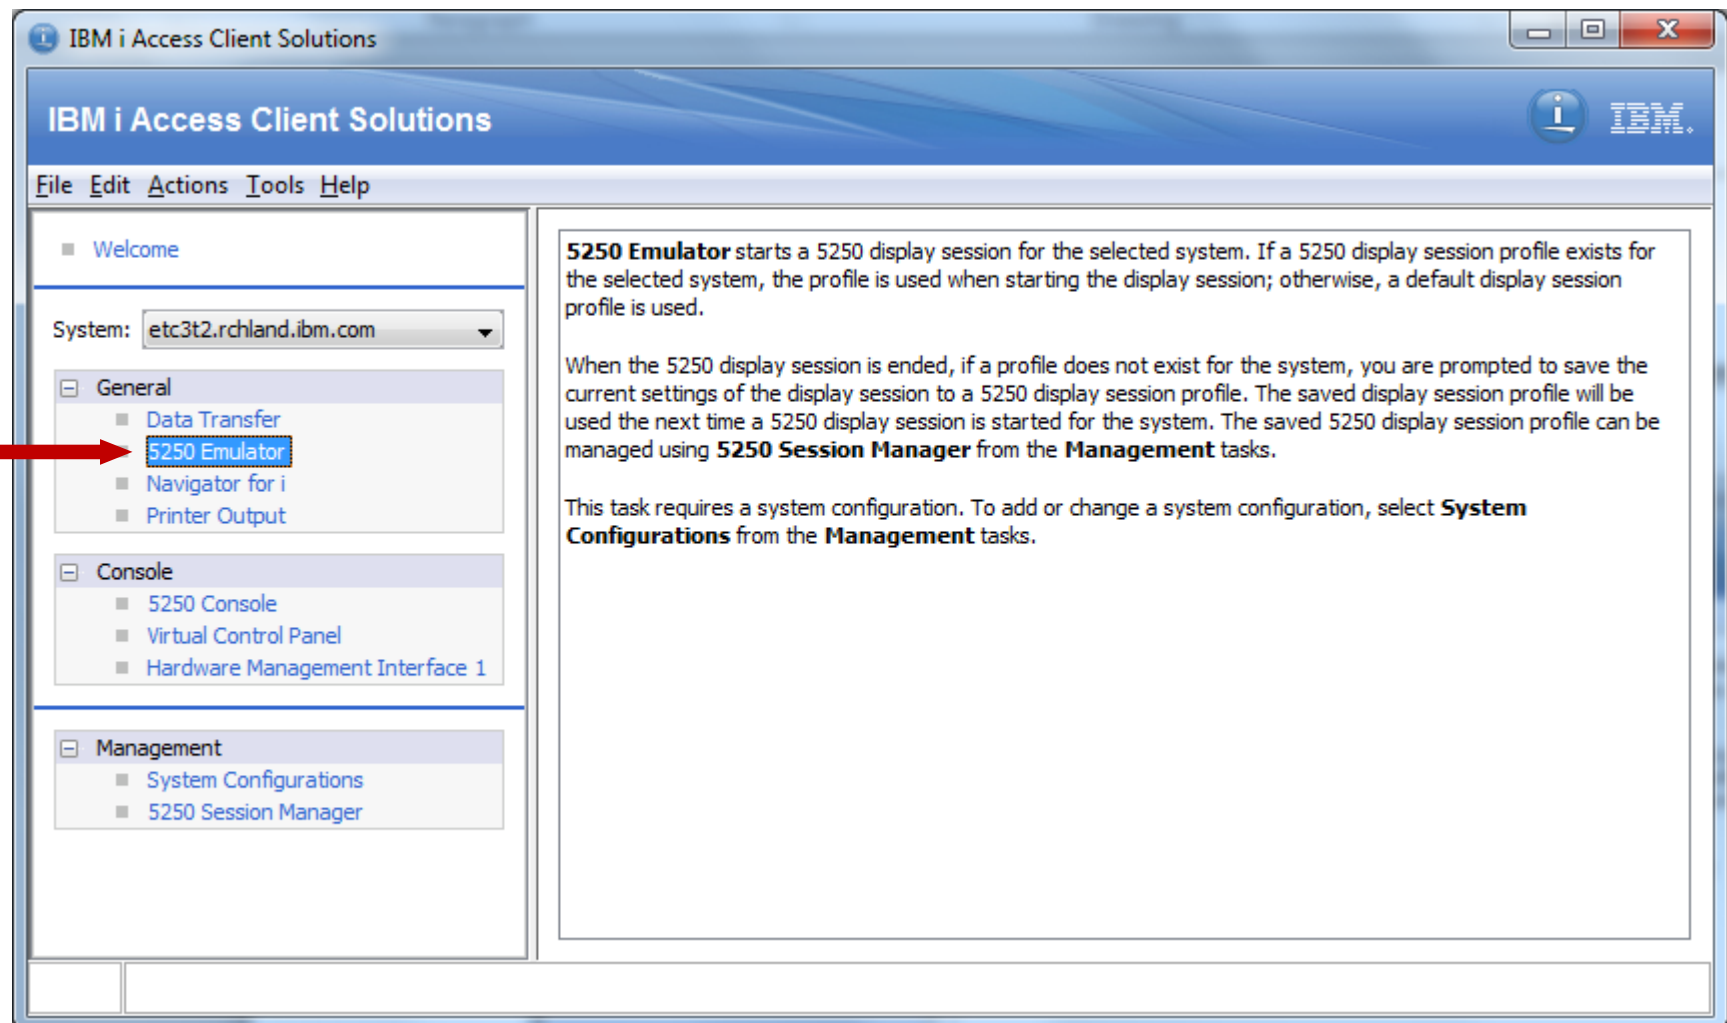 IBM i Access Client Solutions
IBM i Access Client Solutions
i IBM.
File Edit Actions Tools Help
Welcome
System: etc3t2.rchland.ibm.com
General
Data Transfer
5250 Emulator
Navigator for i
Printer Output
Console
5250 Console
Virtual Control Panel
Hardware Management Interface 1
Management
System Configurations
5250 Session Manager
5250 Emulator starts a 5250 display session for the selected system. If a 5250 display session profile exists for
the selected system, the profile is used when starting the display session; otherwise, a default display session
profile is used.
When the 5250 display session is ended, if a profile does not exist for the system, you are prompted to save the
current settings of the display session to a 5250 display session profile. The saved display session profile will be
used the next time a 5250 display session is started for the system. The saved 5250 display session profile can be
managed using 5250 Session Manager from the Management tasks.
This task requires a system configuration. To add or change a system configuration, select System
Configurations from the Management tasks.